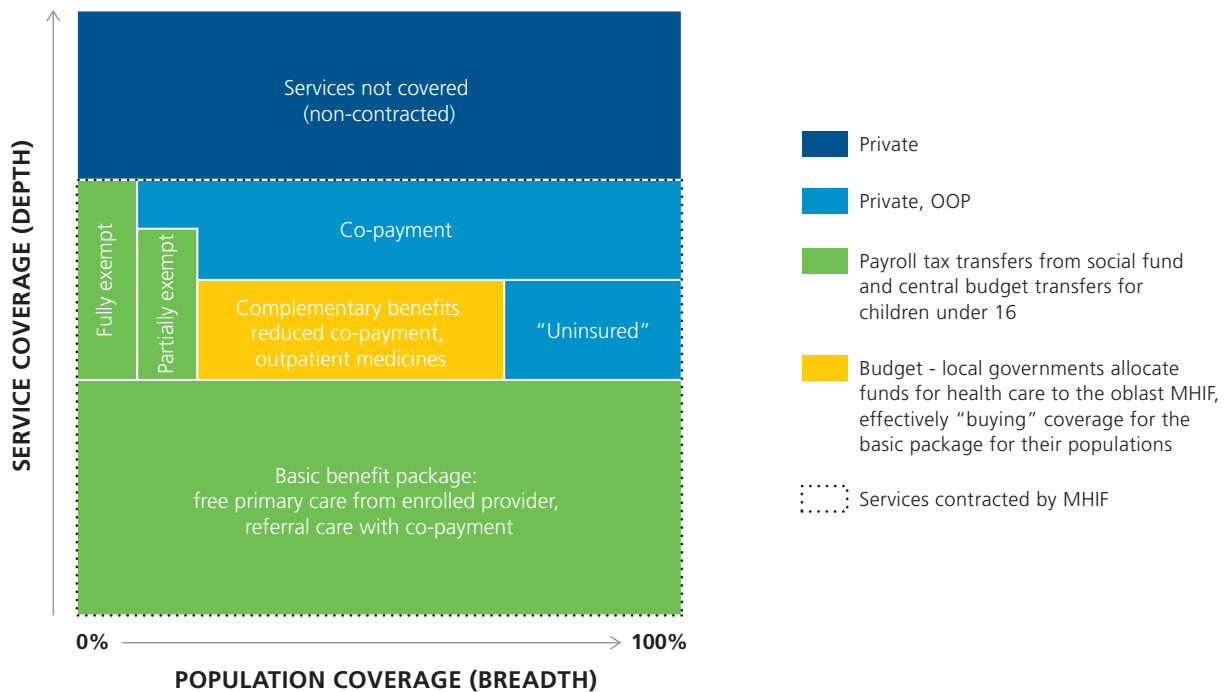 SERVICE COVERAGE (DEPTH)
Services not covered
(non-contracted)
Fully exempt
Partially exempt
Co-payment
Complementary benefits
reduced co-payment,
outpatient medicines
“Uninsured”
Basic benefit package:
free primary care from enrolled provider,
referral care with co-payment
0%
100%
POPULATION COVERAGE (BREADTH)
Private
Private, OOP
Payroll tax transfers from social fund
and central budget transfers for
children under 16
Budget - local governments allocate
funds for health care to the oblast MHIF,
effectively “buying” coverage for the
basic package for their populations
Services contracted by MHIF